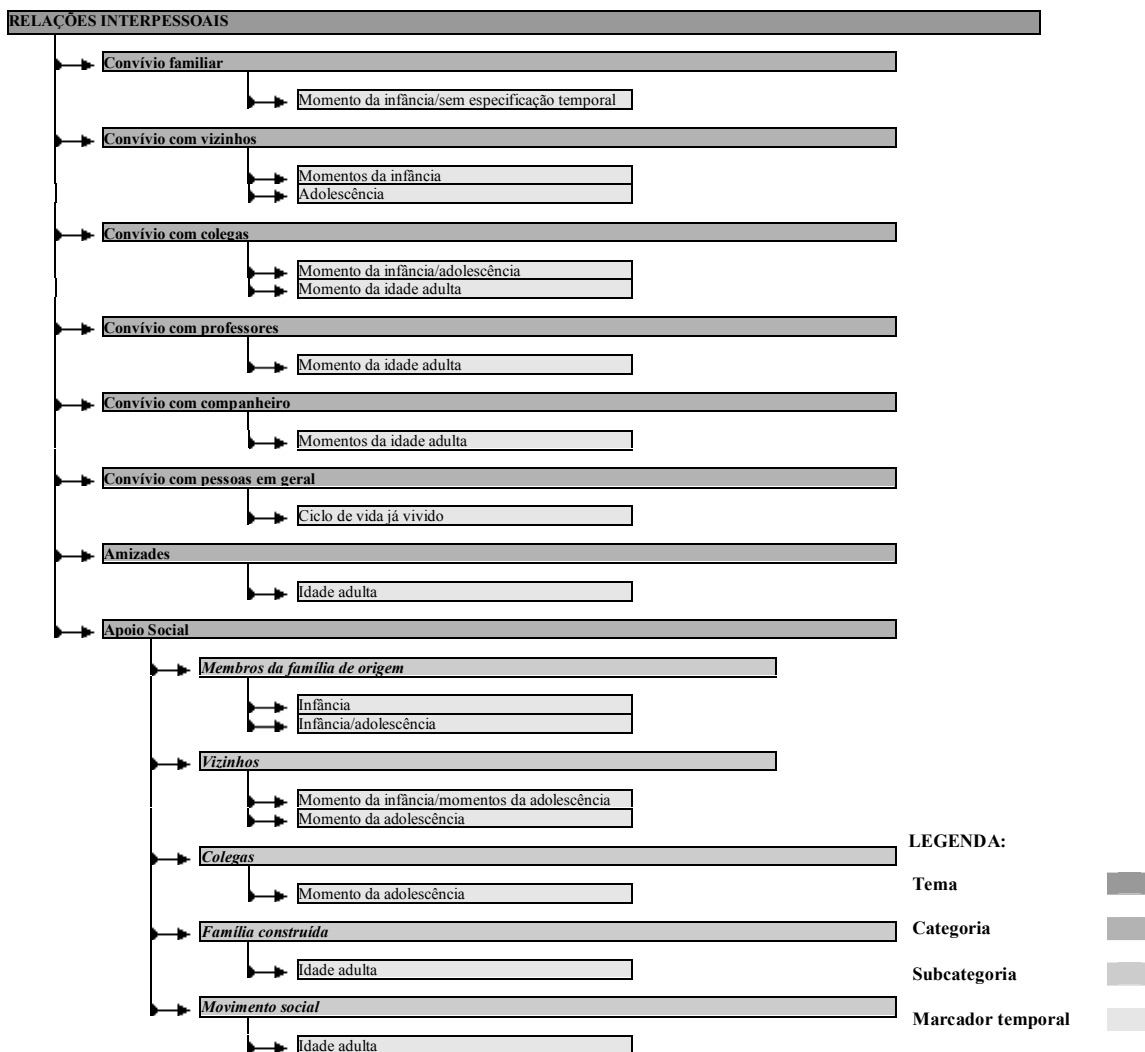 RELAÇÕES INTERPESSOAIS
Convívio familiar
Momento da infância/sem especificação temporal
Convívio com vizinhos
Momentos da infância
Adolescência
Convívio com colegas
Momento da infância/adolescência
Momento da idade adulta
Convívio com professores
Momento da idade adulta
Convívio com companheiro
Momentos da idade adulta
Convívio com pessoas em geral
Ciclo de vida já vivido
Amizades
Idade adulta
Apoio Social
Membros da família de origem
Infância
Infância/adolescência
Vizinhos
Momento da infância/momentos da adolescência
Momento da adolescência
Colegas
Momento da adolescência
Família construída
Idade adulta
Movimento social
Idade adulta
LEGENDA:
Tema
Categoria
Subcategoria
Marcador temporal